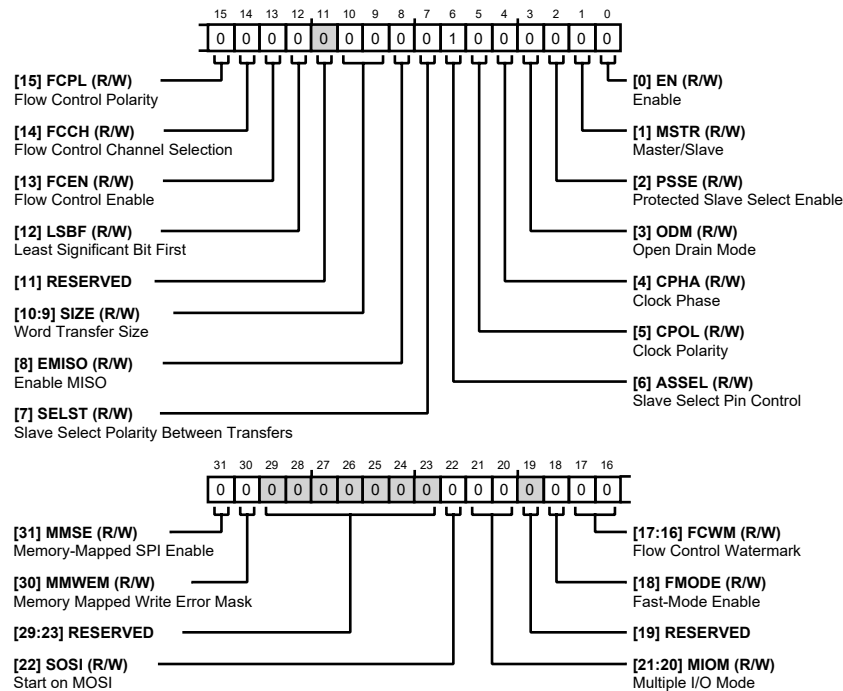 15 14 13 12 11 10 9 8 7 6 5 4 3 2 1 0
0 0 0 0 0 0 0 0 0 1 0 0 0 0 0 0
[15] FCPL (R/W)
Flow Control Polarity
[14] FCCH (R/W)
Flow Control Channel Selection
[13] FCEN (R/W)
Flow Control Enable
[12] LSBF (R/W)
Least Significant Bit First
[11] RESERVED
[10:9] SIZE (R/W)
Word Transfer Size
[8] EMISO (R/W)
Enable MISO
[7] SELST (R/W)
Slave Select Polarity Between Transfers
[0] EN (R/W)
Enable
[1] MSTR (R/W)
Master/Slave
[2] PSSE (R/W)
Protected Slave Select Enable
[3] ODM (R/W)
Open Drain Mode
[4] CPHA (R/W)
Clock Phase
[5] CPOL (R/W)
Clock Polarity
[6] ASSEL (R/W)
Slave Select Pin Control
31 30 29 28 27 26 25 24 23 22 21 20 19 18 17 16
0 0 0 0 0 0 0 0 0 0 0 0 0 0 0 0
[31] MMSE (R/W)
Memory-Mapped SPI Enable
[30] MMWEM (R/W)
Memory Mapped Write Error Mask
[29:23] RESERVED
[22] SOSI (R/W)
Start on MOSI
[17:16] FCWM (R/W)
Flow Control Watermark
[18] FMODE (R/W)
Fast-Mode Enable
[19] RESERVED
[21:20] MIOM (R/W)
Multiple I/O Mode